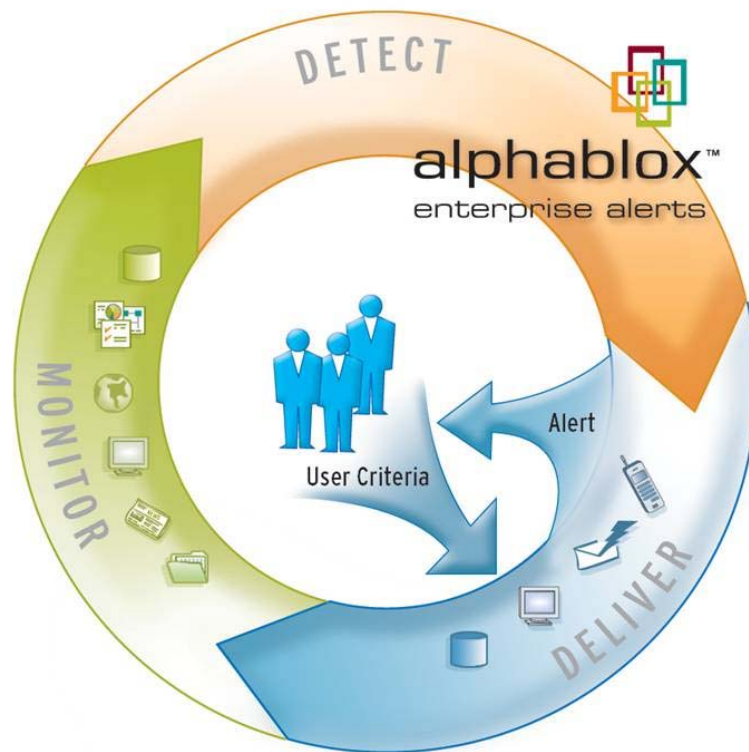 DETECT
alphablox™
enterprise alerts
MONITOR
Alert
User Criteria
DELIVER